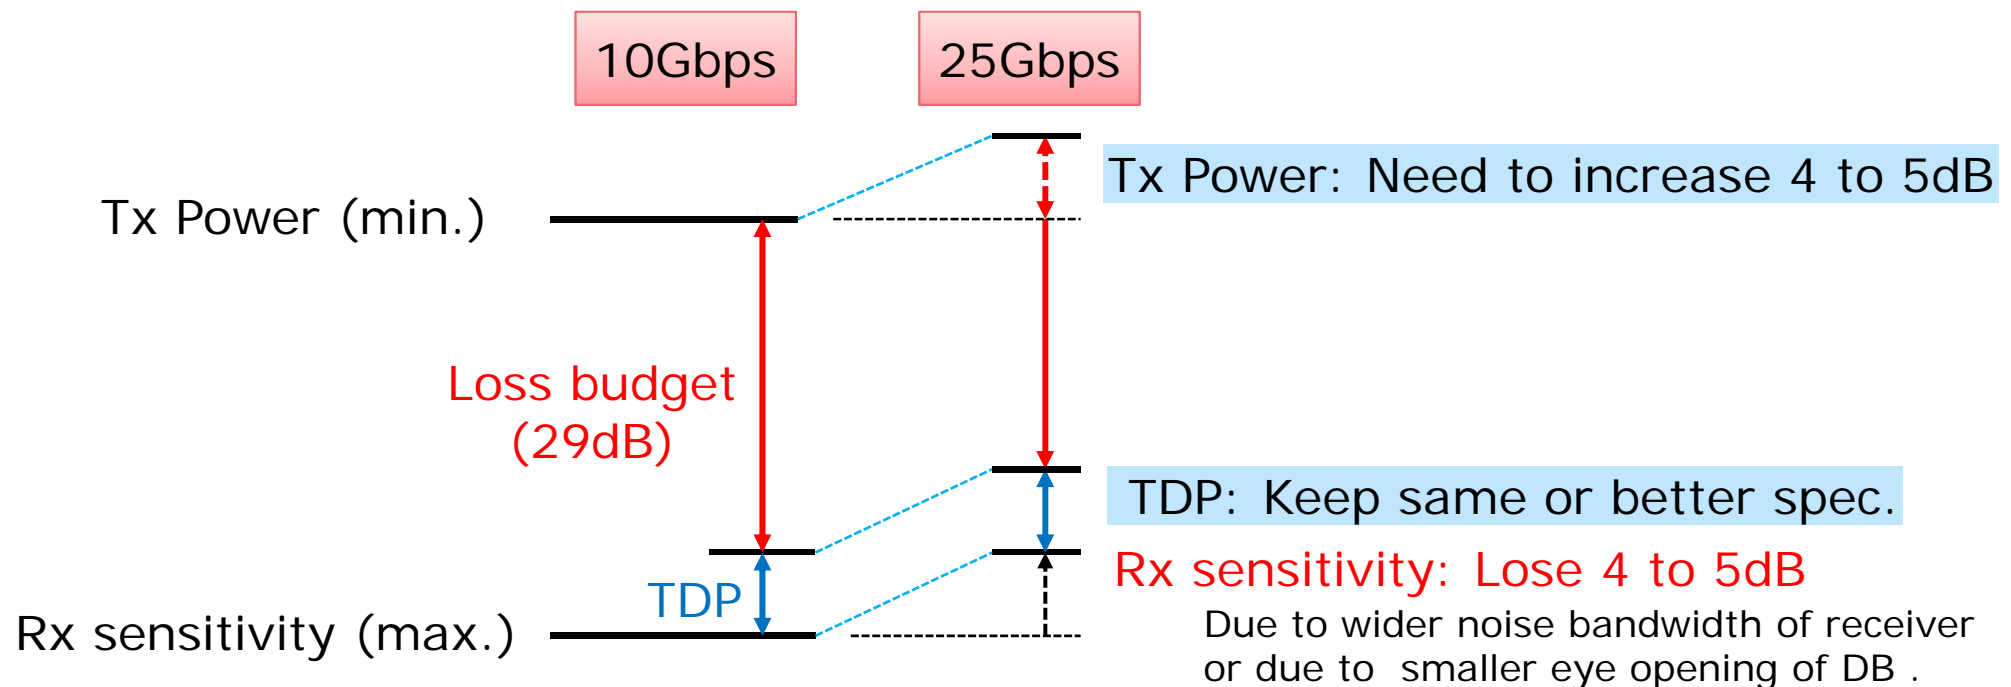 10Gbps
25Gbps
Tx Power: Need to increase 4 to 5dB
Tx Power (min.)
Loss budget
(29dB)
TDP: Keep same or better spec.
Rx sensitivity: Lose 4 to 5dB
TDP
Due to wider noise bandwidth of receiver
Rx sensitivity (max.)
or due to smaller eye opening of DB .